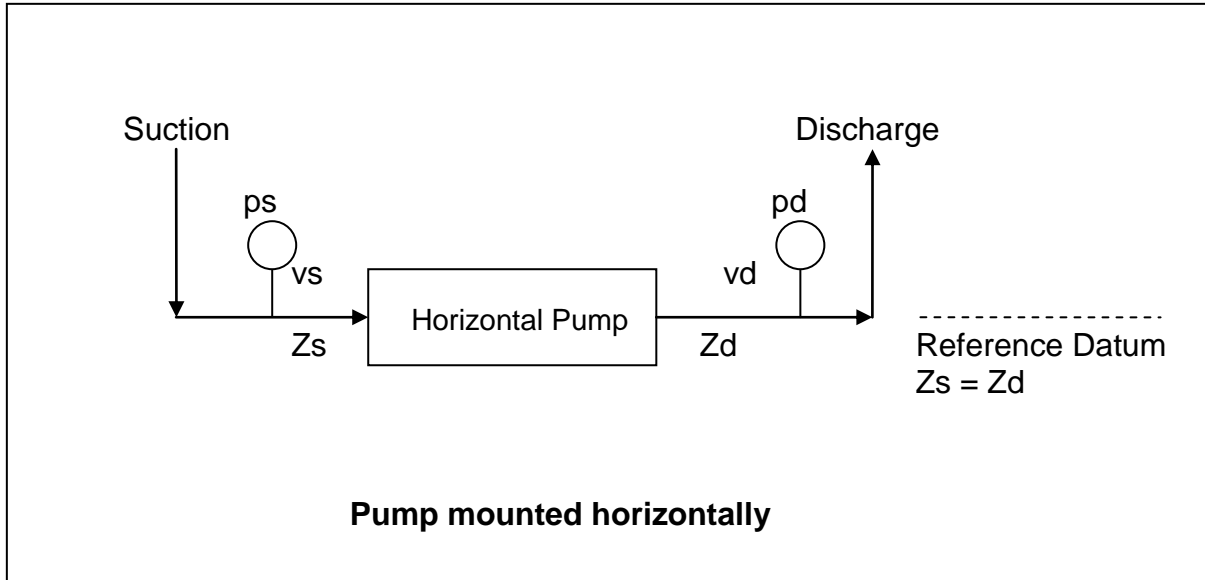 Suction
Discharge
ps
pd
vs
vd
Horizontal Pump
Zs
Zd
Reference Datum
Zs = Zd
Pump mounted horizontally